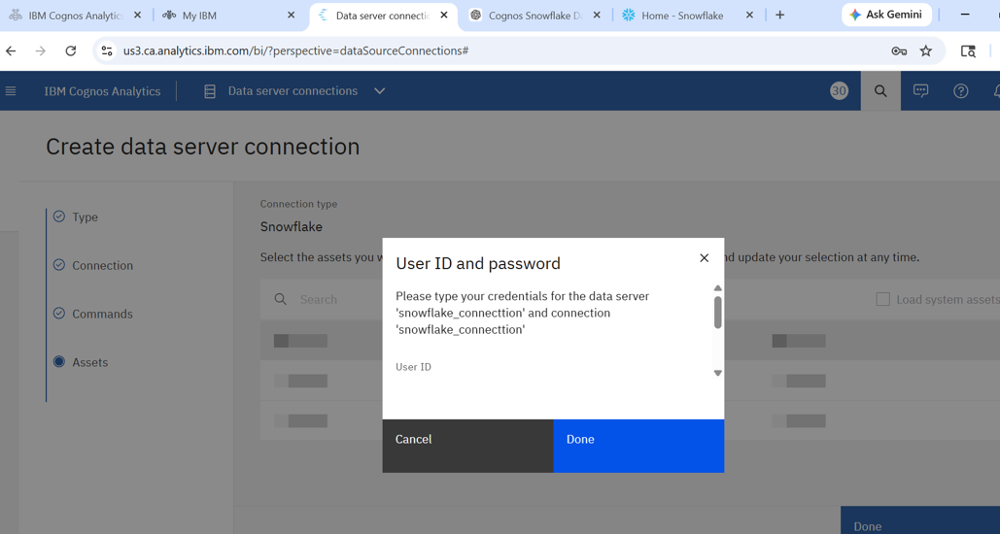 IBM Cognos Analytics
My IBM
Data server connectio
Cognos Snowflake Da
Home - Snowflake
Ask Gemini
us3.ca.analytics.ibm.com/bi/?perspective=dataSourceConnections#
IBM Cognos Analytics
Data server connections
30
Create data server connection
Type
Connection
Commands
Assets
Connection type
Snowflake
Select the assets you w
nd update your selection at any time.
Search
Load system assets
User ID and password
Please type your credentials for the data server
'snowflake_connecttion' and connection
'snowflake_connecttion'
User ID
Cancel
Done
Done